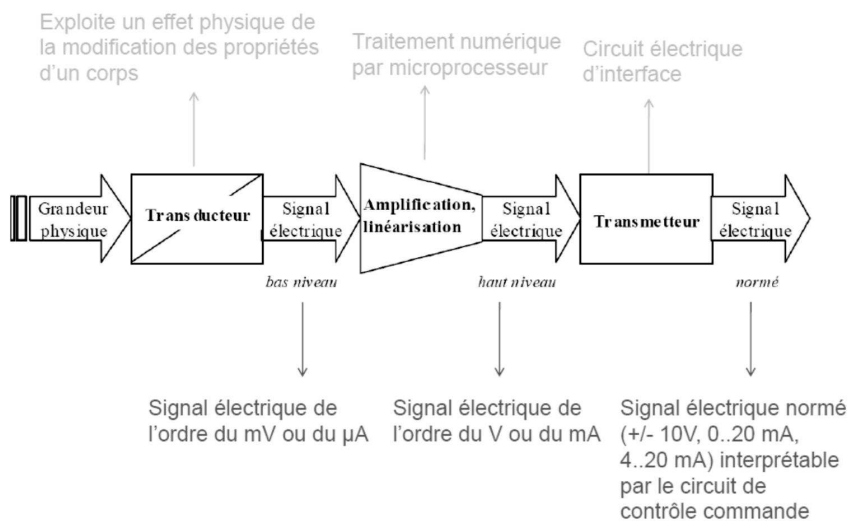 Exploite un effet physique de
la modification des propriétés
d'un corps
Traitement numérique
par microprocesseur
Circuit électrique
d'interface
Grandeur
physique
Transducteur
Signal
électrique
Amplification,
linéarisation
Signal
électrique
Transmetteur
Signal
électrique
bas niveau
haut niveau
normé
Signal électrique de
l'ordre du mV ou du µA
Signal électrique de
l'ordre du V ou du mA
Signal électrique normé
(+/- 10V, 0..20 mA,
4..20 mA) interprétable
par le circuit de
contrôle commande